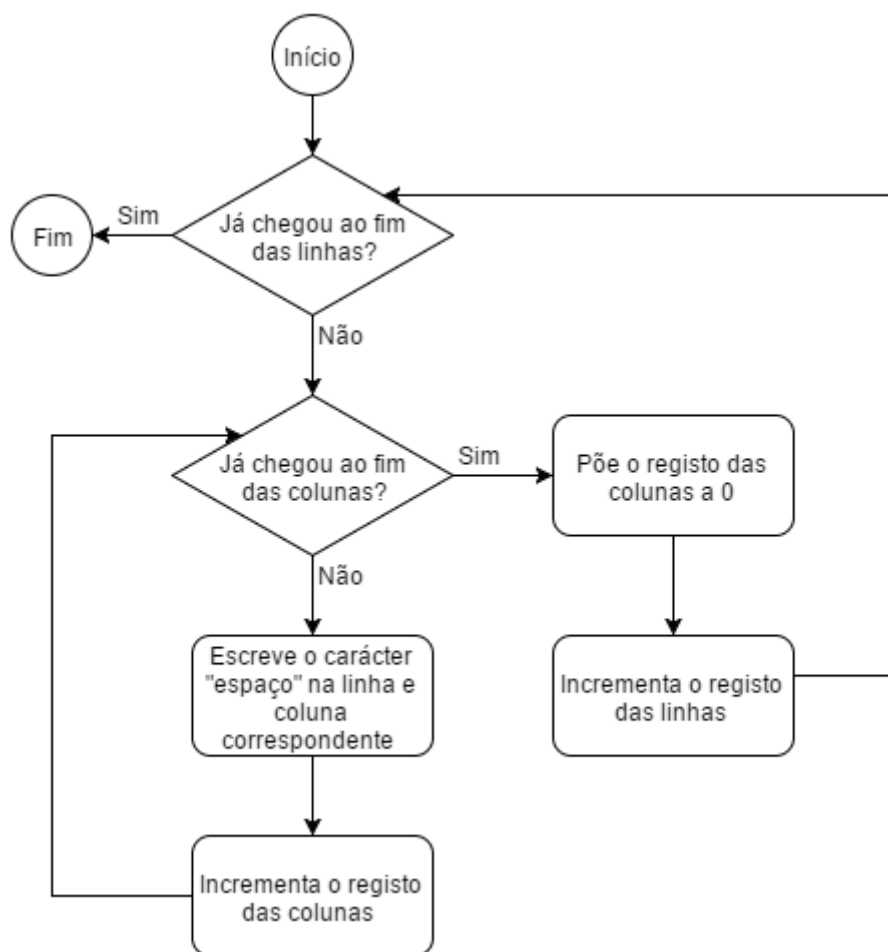 Início
Já chegou ao fim
das linhas?
Sim
Fim
Não
Já chegou ao fim
das colunas?
Sim
Põe o registo das
colunas a 0
Não
Escreve o carácter
"espaço" na linha e
coluna
correspondente
Incrementa o registo
das linhas
Incrementa o registo
das colunas